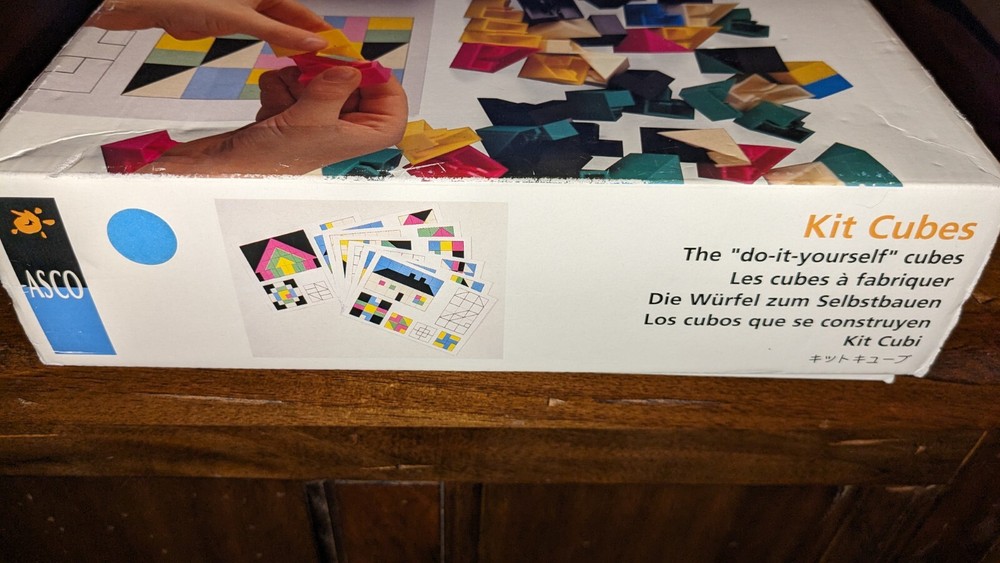 ASCO
Kit Cubes
The "do-it-yourself" cubes
Les cubes à fabriquer
Die Würfel zum Selbstbauen
Los cubos que se construyen
Kit Cubi
キットキューブ